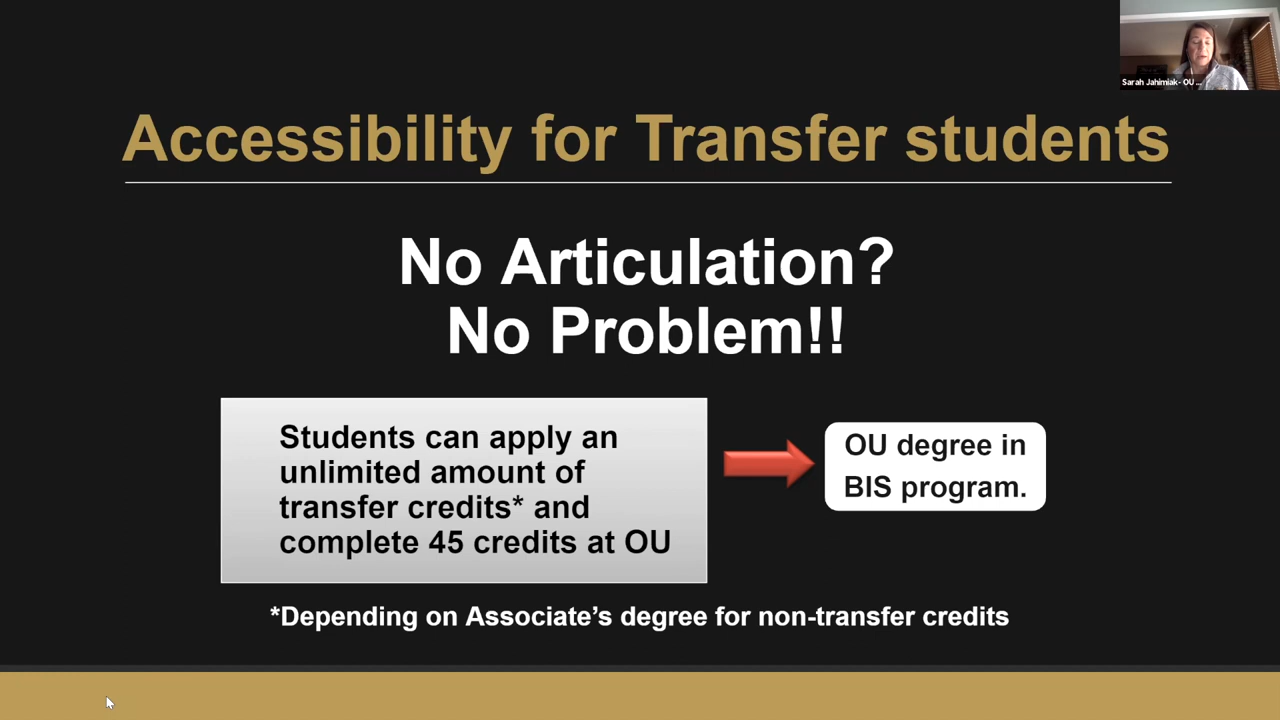 Sarah Jahimiak- OU ...
Accessibility for Transfer students
No Articulation?
No Problem!!
Students can apply an
unlimited amount of
transfer credits* and
complete 45 credits at OU
OU degree in
BIS program.
*Depending on Associate’s degree for non-transfer credits